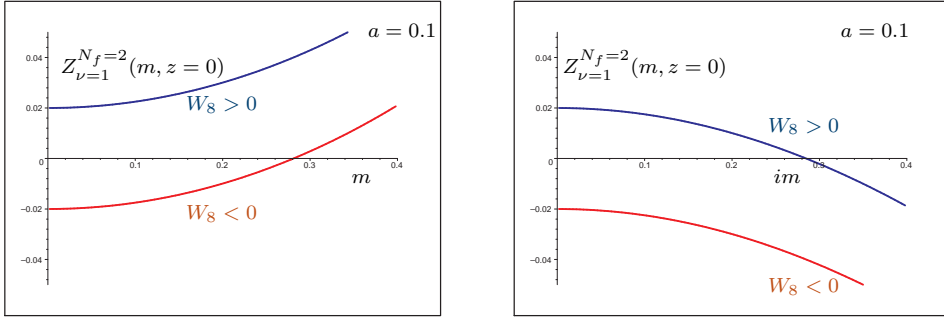 a = 0.1
0.04
Z_{ν=1}^{N_f=2}(m, z = 0)
W_8 > 0
0.02
0
0.1
0.2
0.3
0.4
m
−0.02
W_8 < 0
−0.04
a = 0.1
0.04
Z_{ν=1}^{N_f=2}(m, z = 0)
W_8 > 0
0.02
0
0.1
0.2
0.3
0.4
im
−0.02
W_8 < 0
−0.04